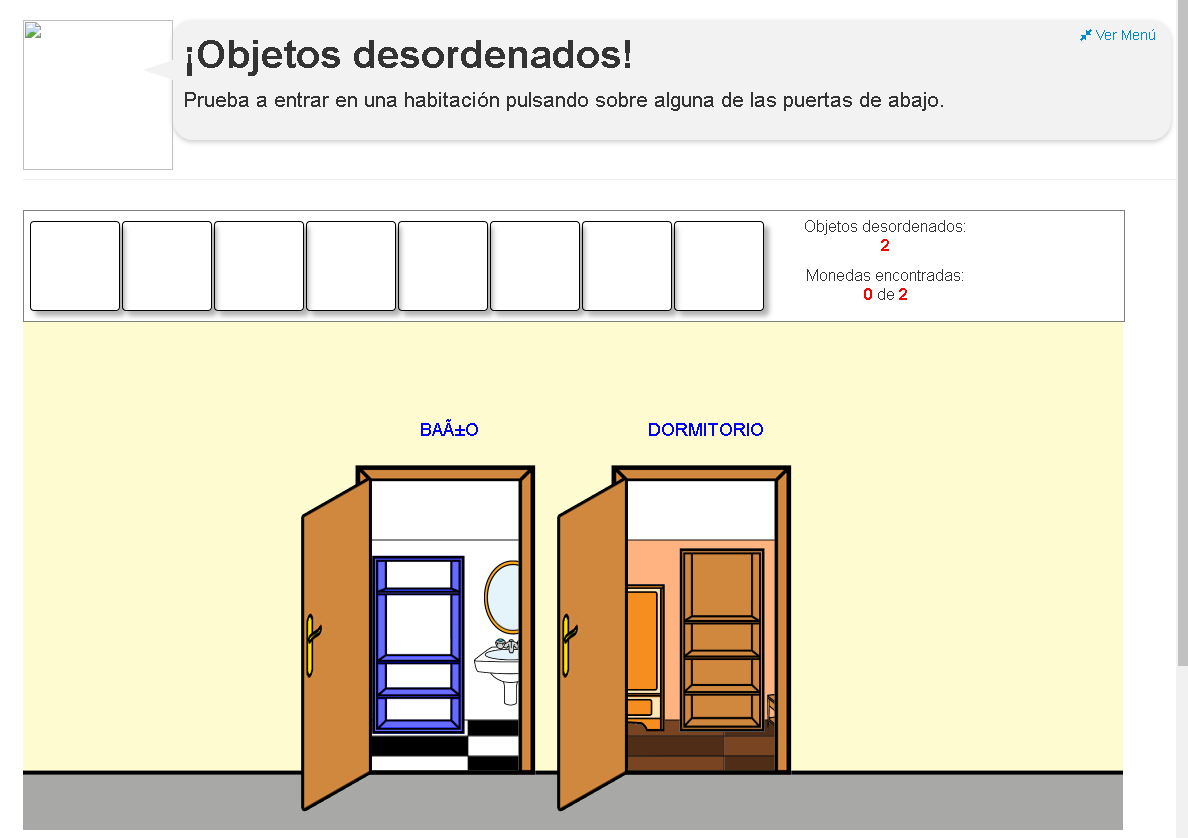 Ver Menú
¡Objetos desordenados!
Prueba a entrar en una habitación pulsando sobre alguna de las puertas de abajo.
Objetos desordenados:
2
Monedas encontradas:
0 de 2
BAÃ±O
DORMITORIO